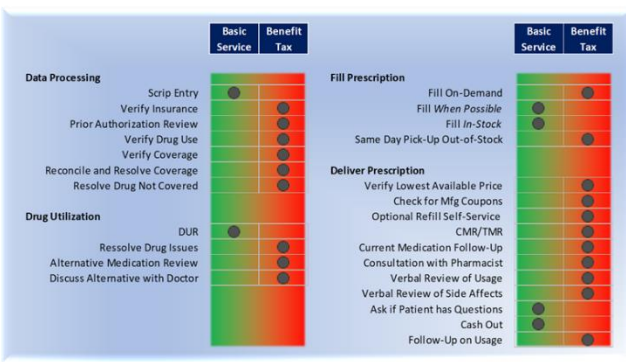 Basic Service
Benefit Tax
Data Processing
Scrip Entry
Verify Insurance
Prior Authorization Review
Verify Drug Use
Verify Coverage
Reconcile and Resolve Coverage
Resolve Drug Not Covered
Drug Utilization
DUR
Ressolve Drug Issues
Alternative Medication Review
Discuss Alternative with Doctor
Basic Service
Benefit Tax
Fill Prescription
Fill On-Demand
Fill When Possible
Fill In-Stock
Same Day Pick-Up Out-of-Stock
Deliver Prescription
Verify Lowest Available Price
Check for Mfg Coupons
Optional Refill Self-Service
CMR/TMR
Current Medication Follow-Up
Consultation with Pharmacist
Verbal Review of Usage
Verbal Review of Side Affects
Ask if Patient has Questions
Cash Out
Follow-Up on Usage